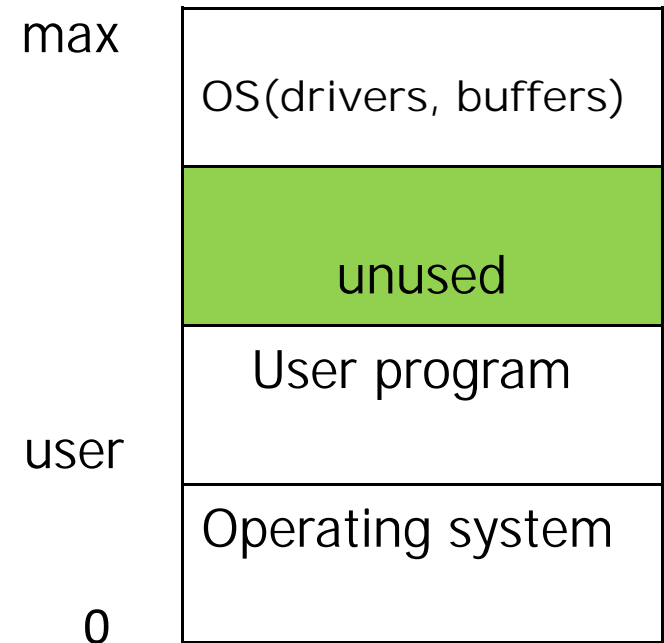 max
OS(drivers, buffers)
unused
User program
user
Operating system
0